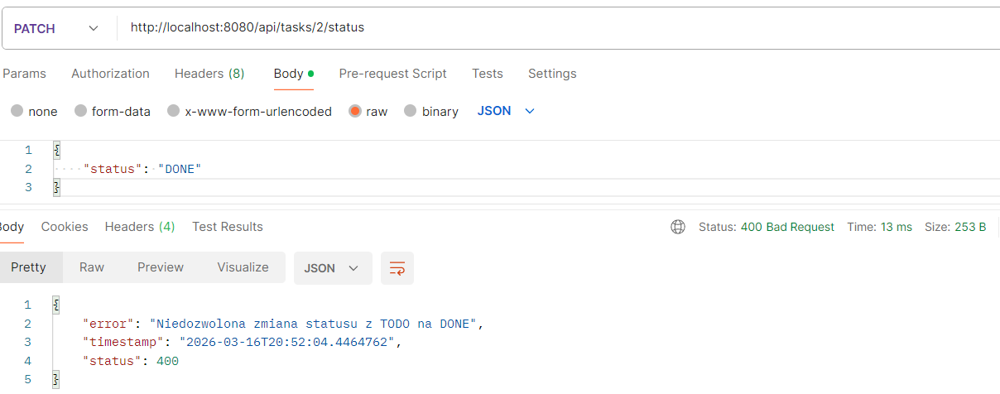 PATCH http://localhost:8080/api/tasks/2/status
Params Authorization Headers (8) Body Pre-request Script Tests Settings
none form-data x-www-form-urlencoded raw binary JSON
1 {
2 "status": "DONE"
3 }
Body Cookies Headers (4) Test Results Status: 400 Bad Request Time: 13 ms Size: 253 B
Pretty Raw Preview Visualize JSON
1 {
2 "error": "Niedozwolona zmiana statusu z TODO na DONE",
3 "timestamp": "2026-03-16T20:52:04.4464762",
4 "status": 400
5 }